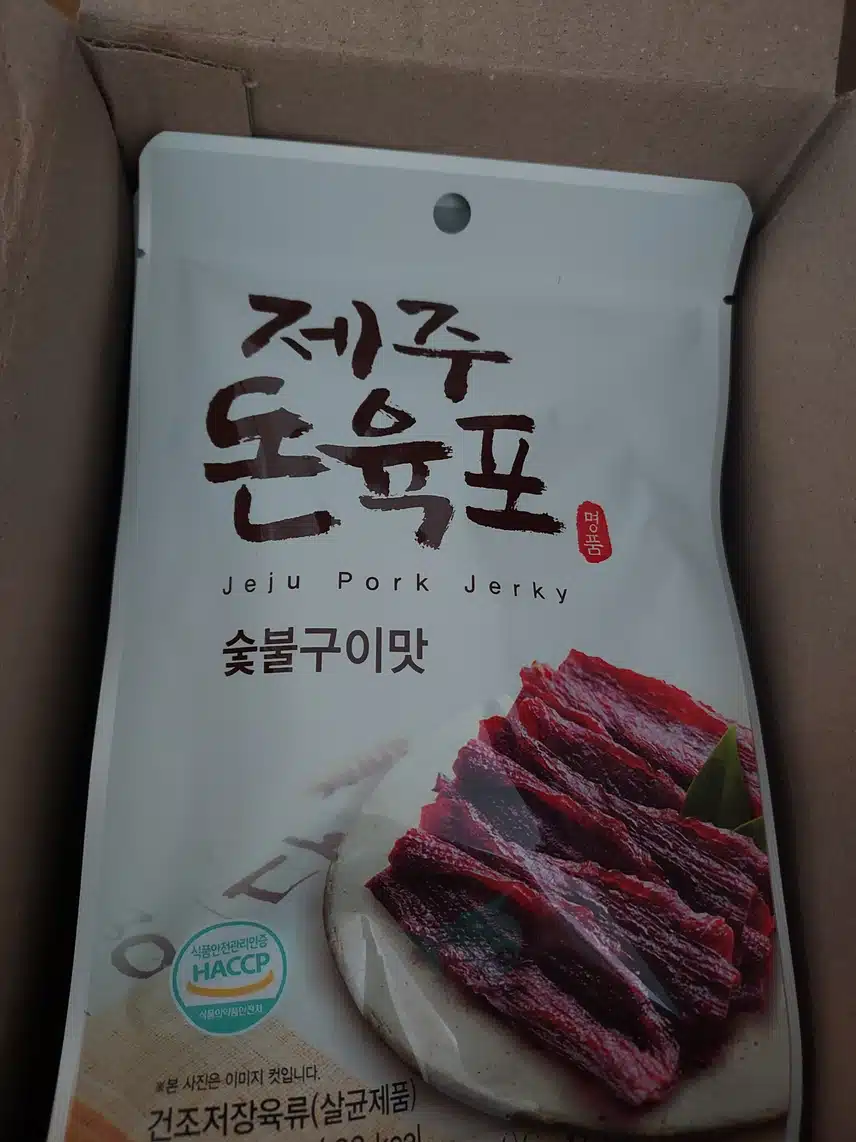 제주
돈육포
명품
Jeju Pork Jerky
숯불구이맛
식품안전관리인증
HACCP
식품의약품안전처
※본 사진은 이미지 컷입니다.
건조저장육류(살균제품)